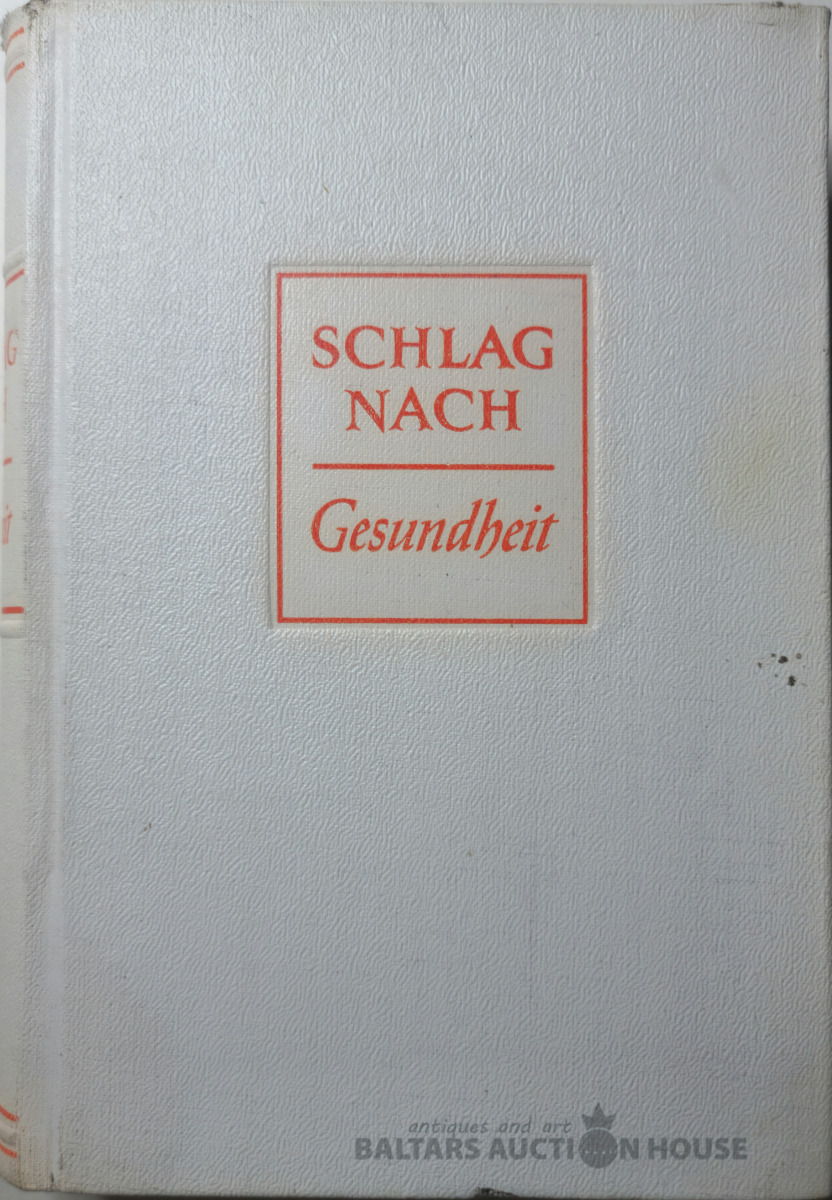 SCHLAG
NACH
Gesundheit
antiques and art
BALTARS AUCTION HOUSE